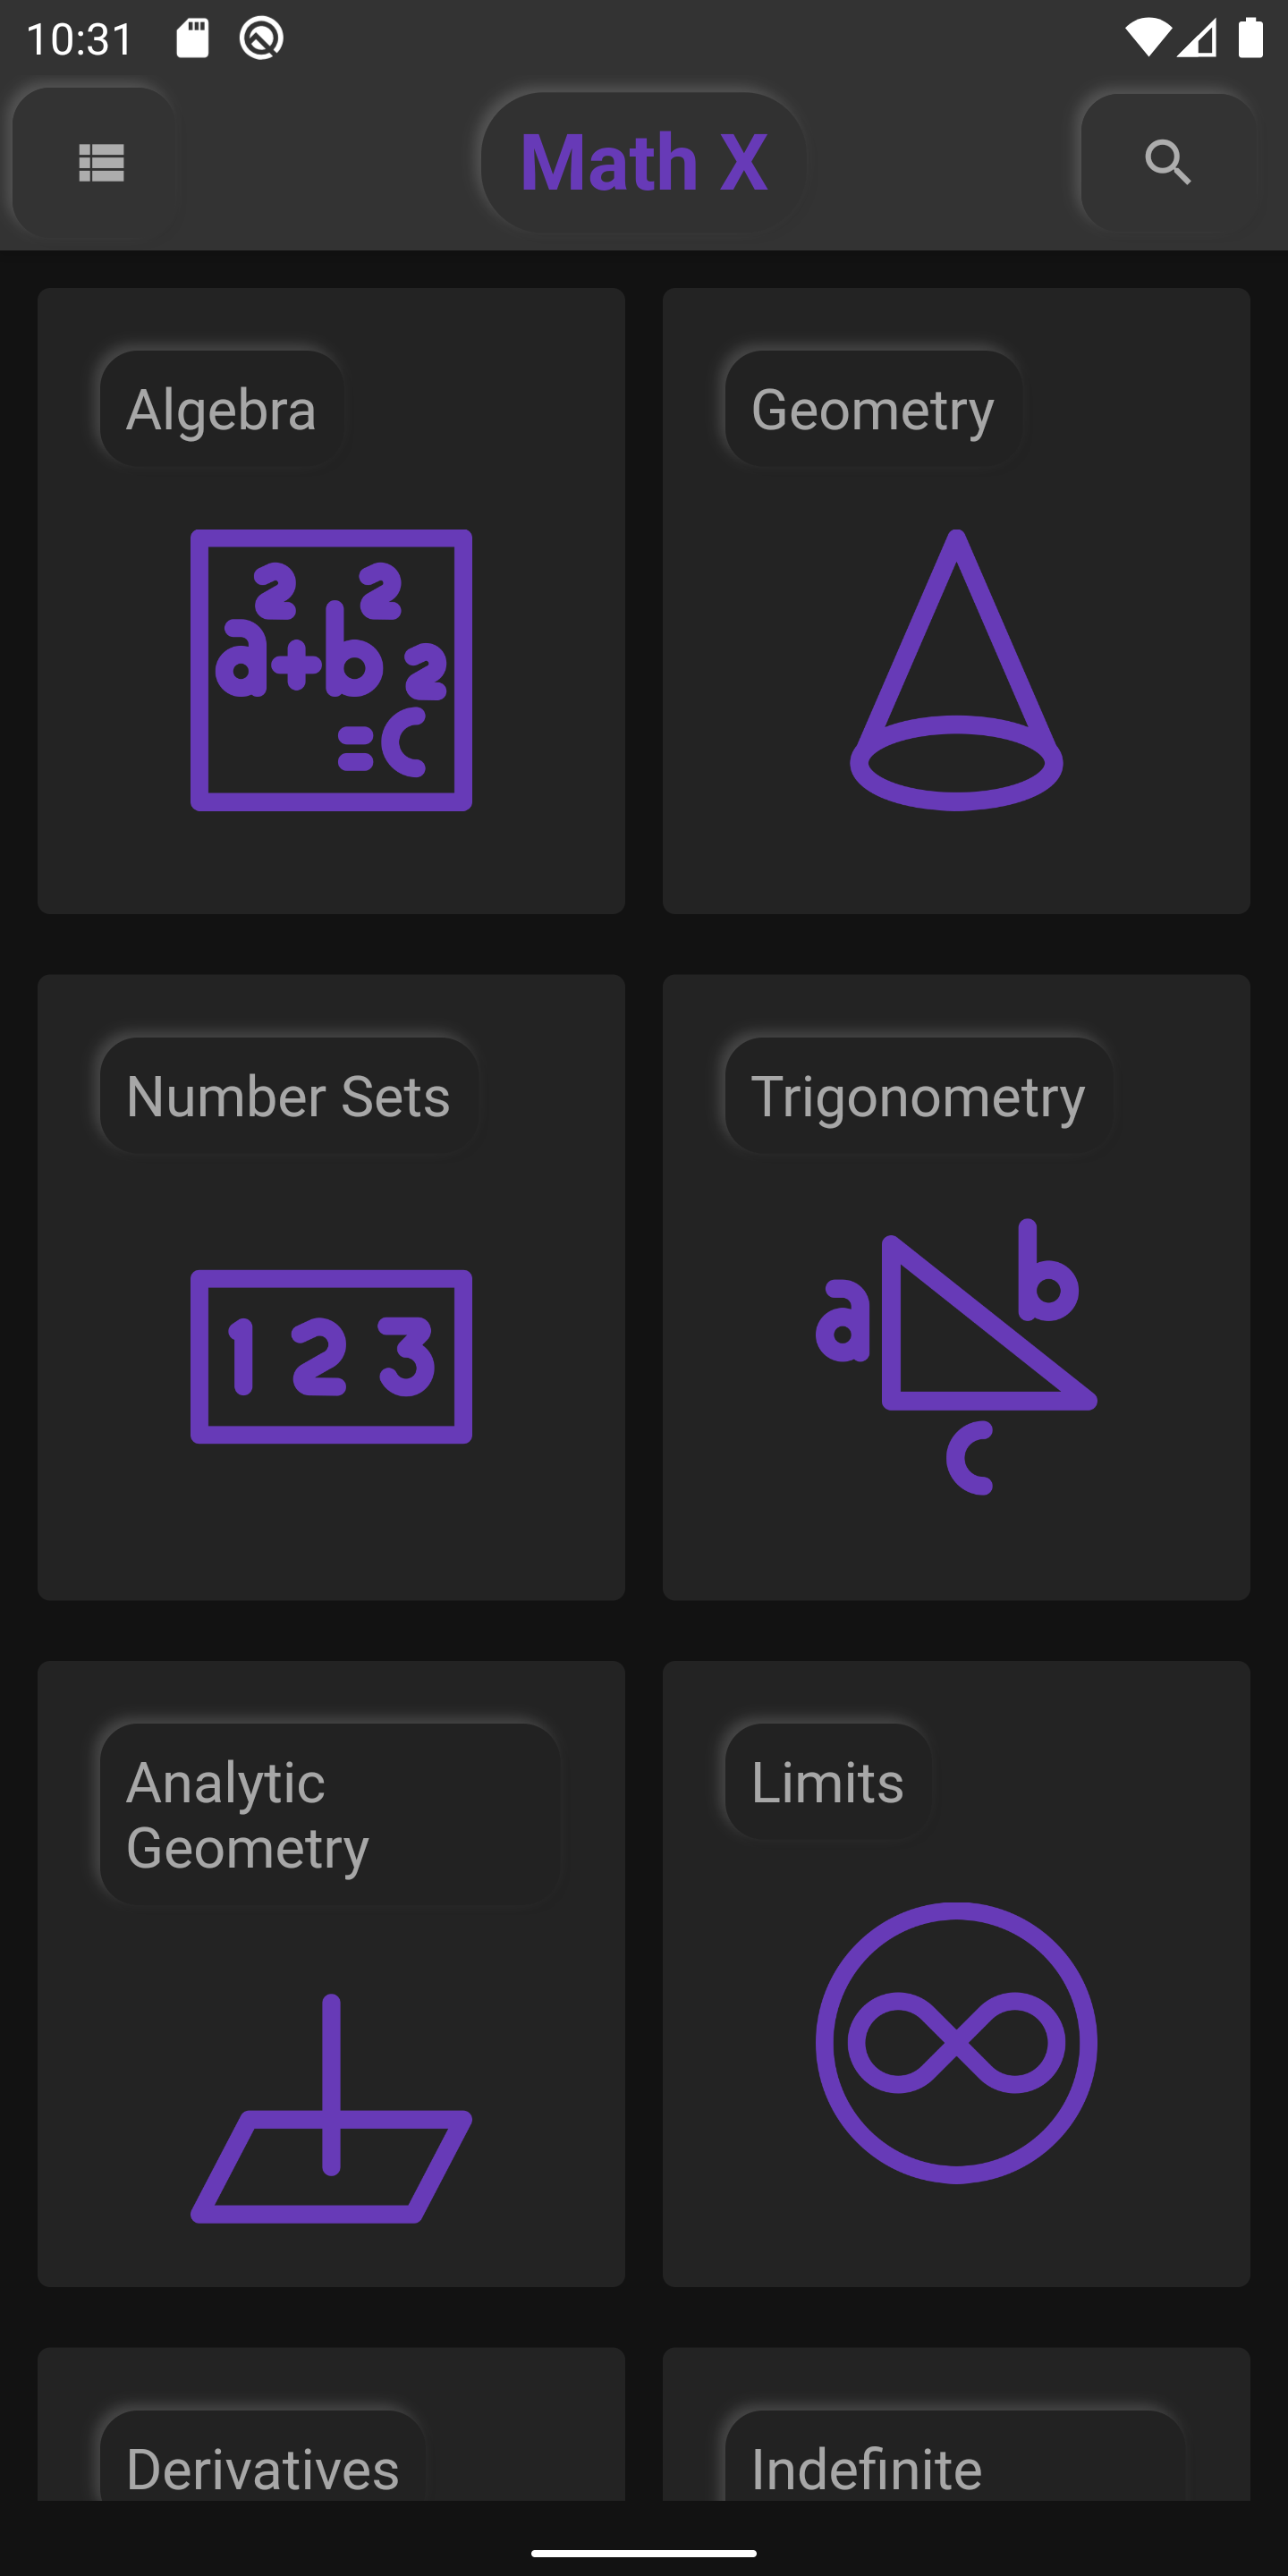 10:31
Math X
Algebra
Geometry
2 2
a+b 2
=c
Number Sets
Trigonometry
1 2 3
a b
c
Analytic
Geometry
Limits
Derivatives
Indefinite